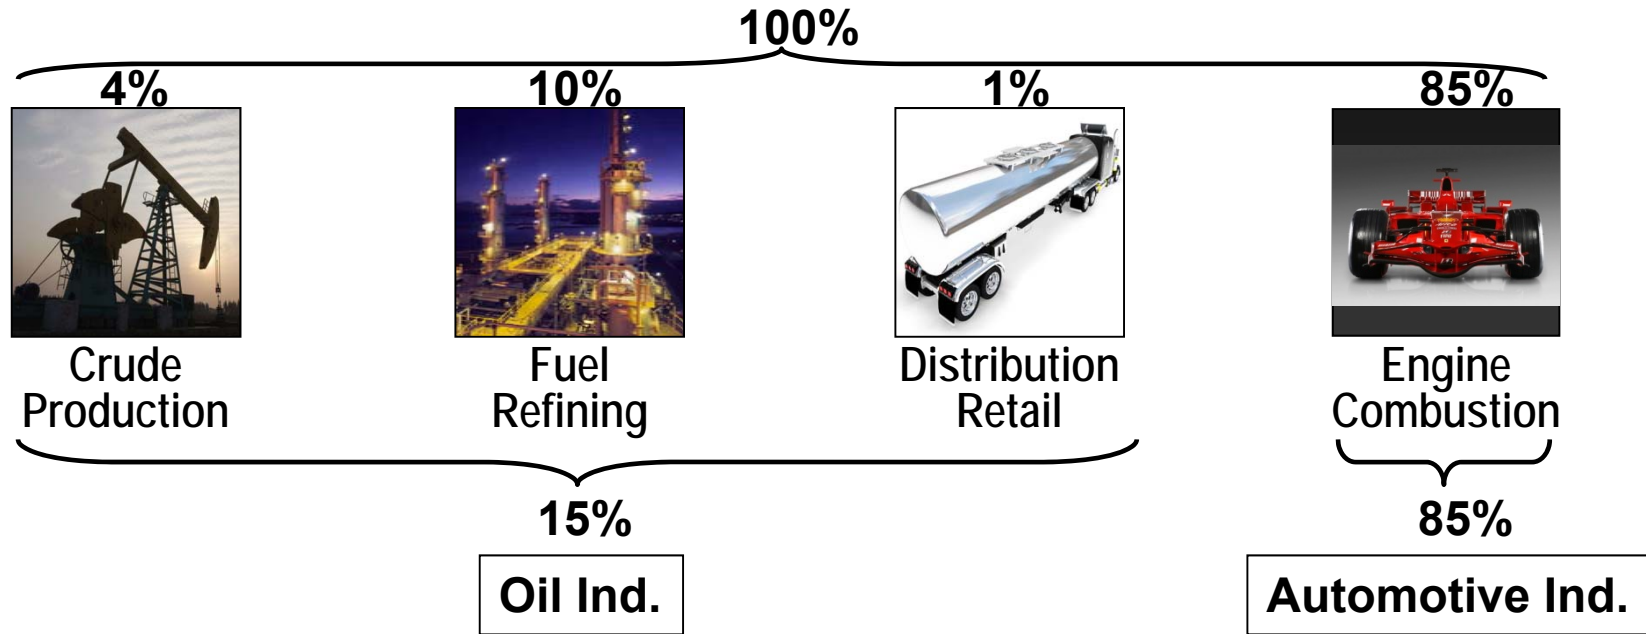 100%
4%
10%
1%
85%
Crude
Production
Fuel
Refining
Distribution
Retail
Engine
Combustion
15%
85%
Oil Ind.
Automotive Ind.